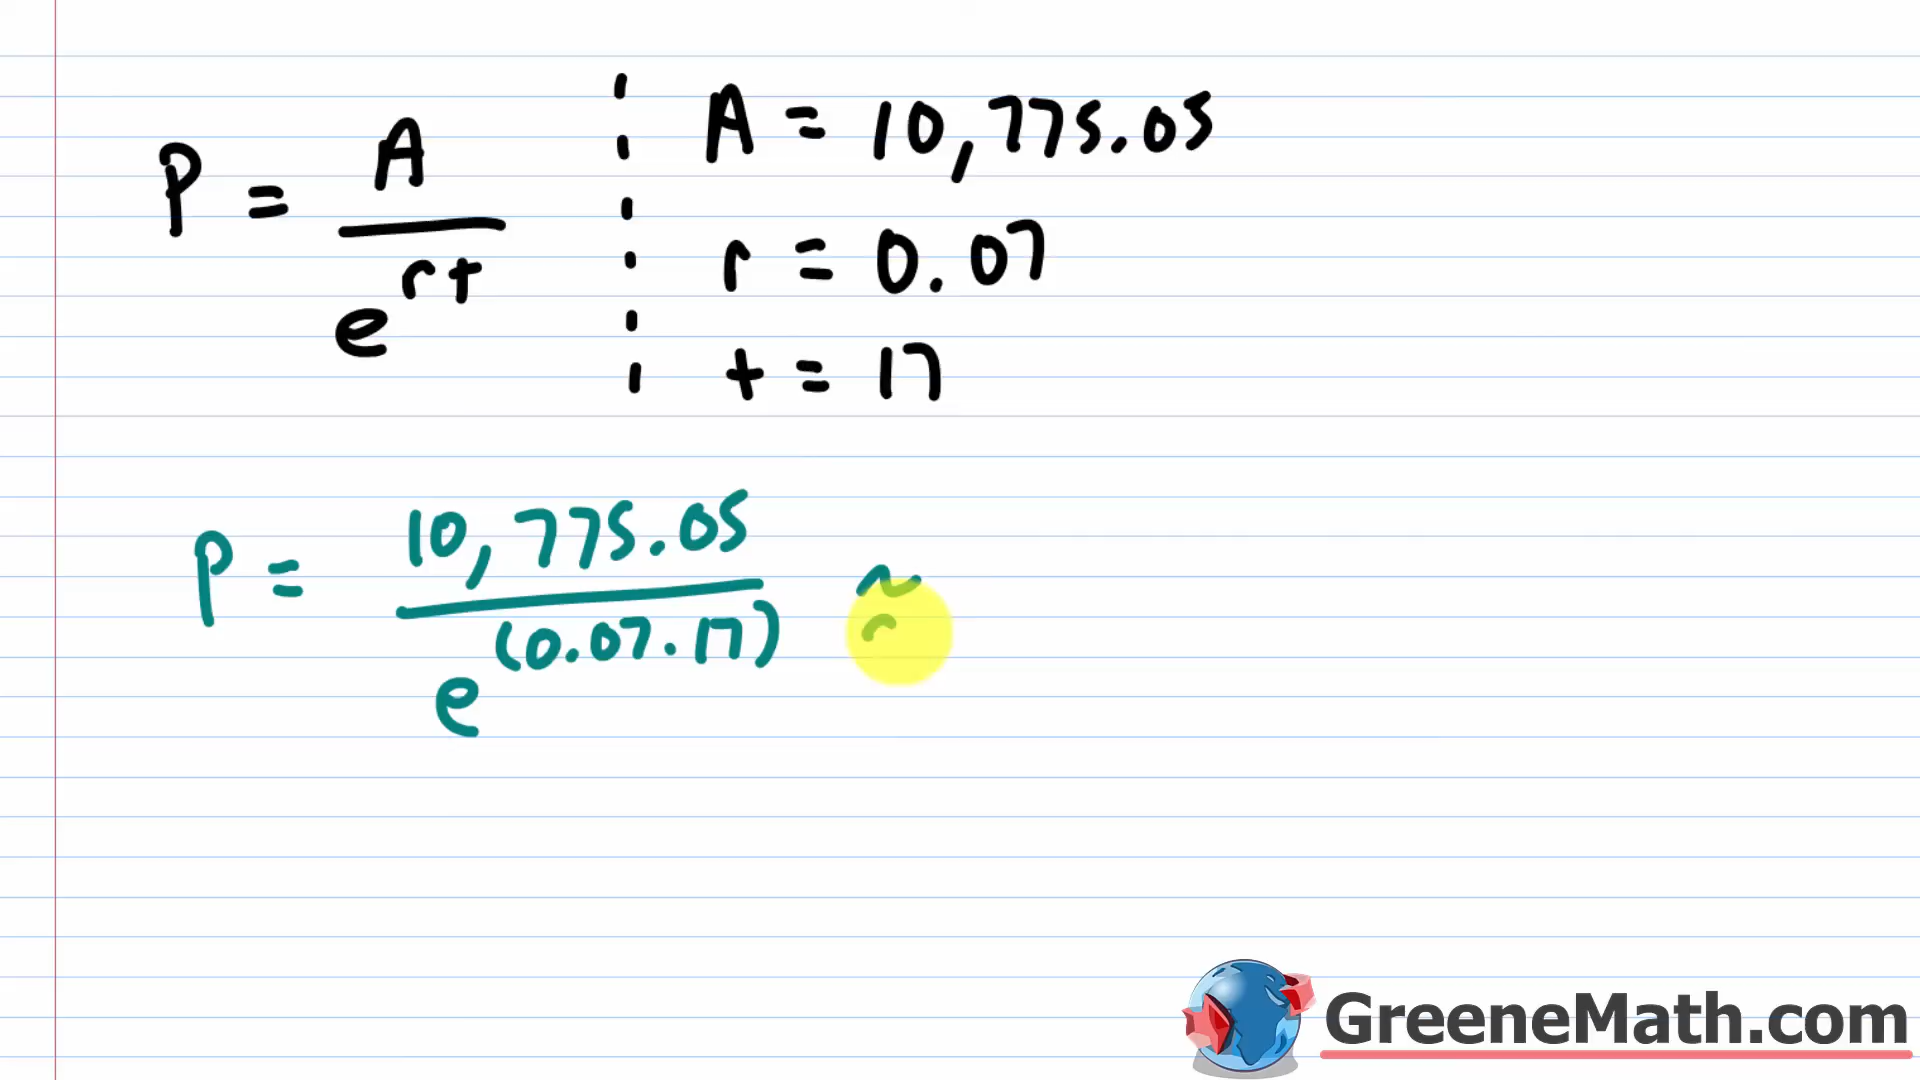 P = A / e^rt
A = 10,775.05
r = 0.07
t = 17
P = 10,775.05 / e^(0.07·17) ≈
GreeneMath.com